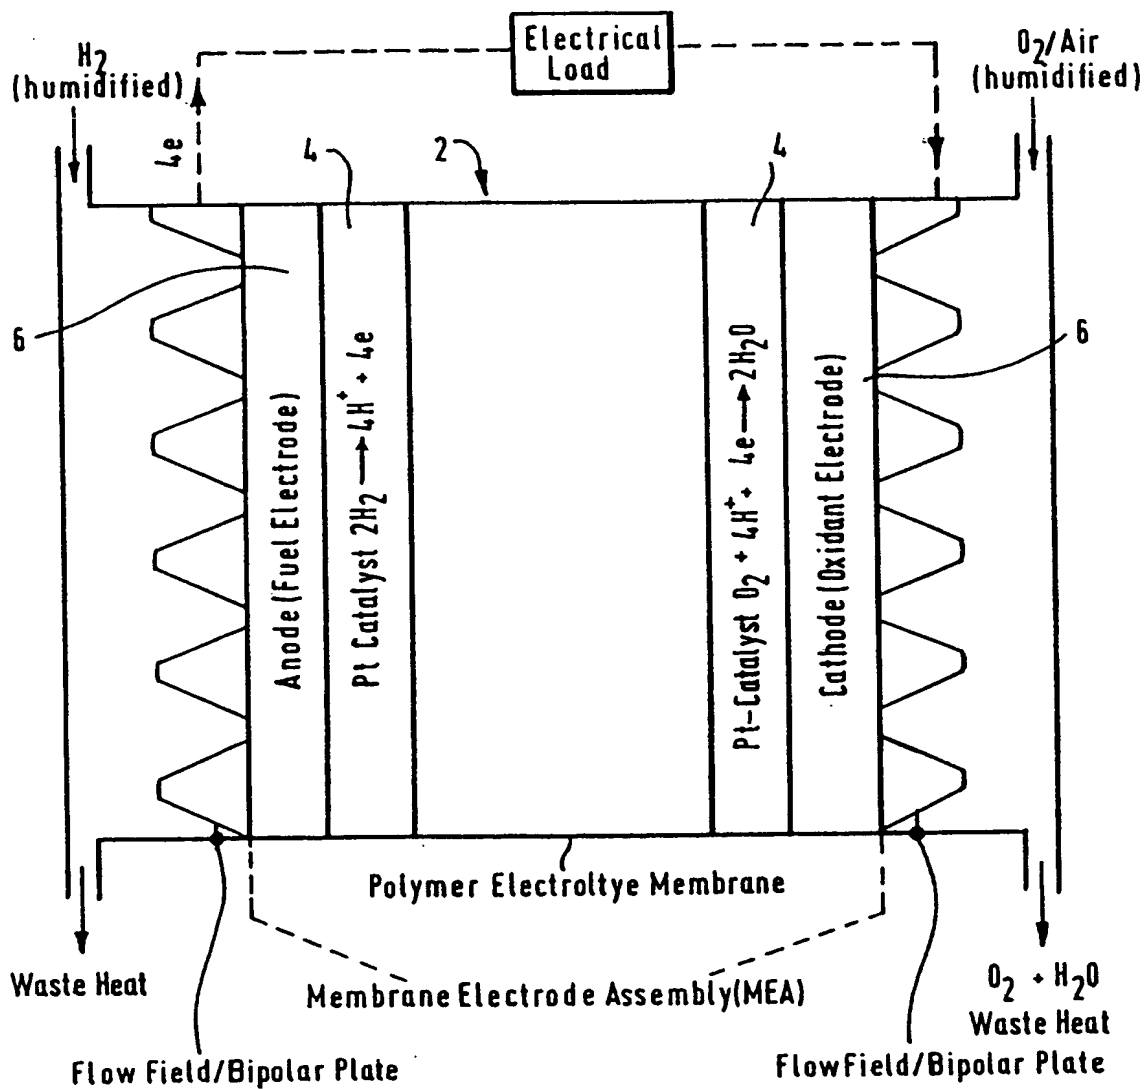 Electrical
Load
H₂
(humidified)
O₂/Air
(humidified)
4e
4
2
4
6
6
Anode (Fuel Electrode)
Pt Catalyst 2H₂ → 4H⁺ + 4e
Pt-Catalyst O₂ + 4H⁺ + 4e → 2H₂O
Cathode (Oxidant Electrode)
Polymer Electroltye Membrane
Waste Heat
Membrane Electrode Assembly (MEA)
O₂ + H₂O
Waste Heat
Flow Field/Bipolar Plate
Flow Field/Bipolar Plate